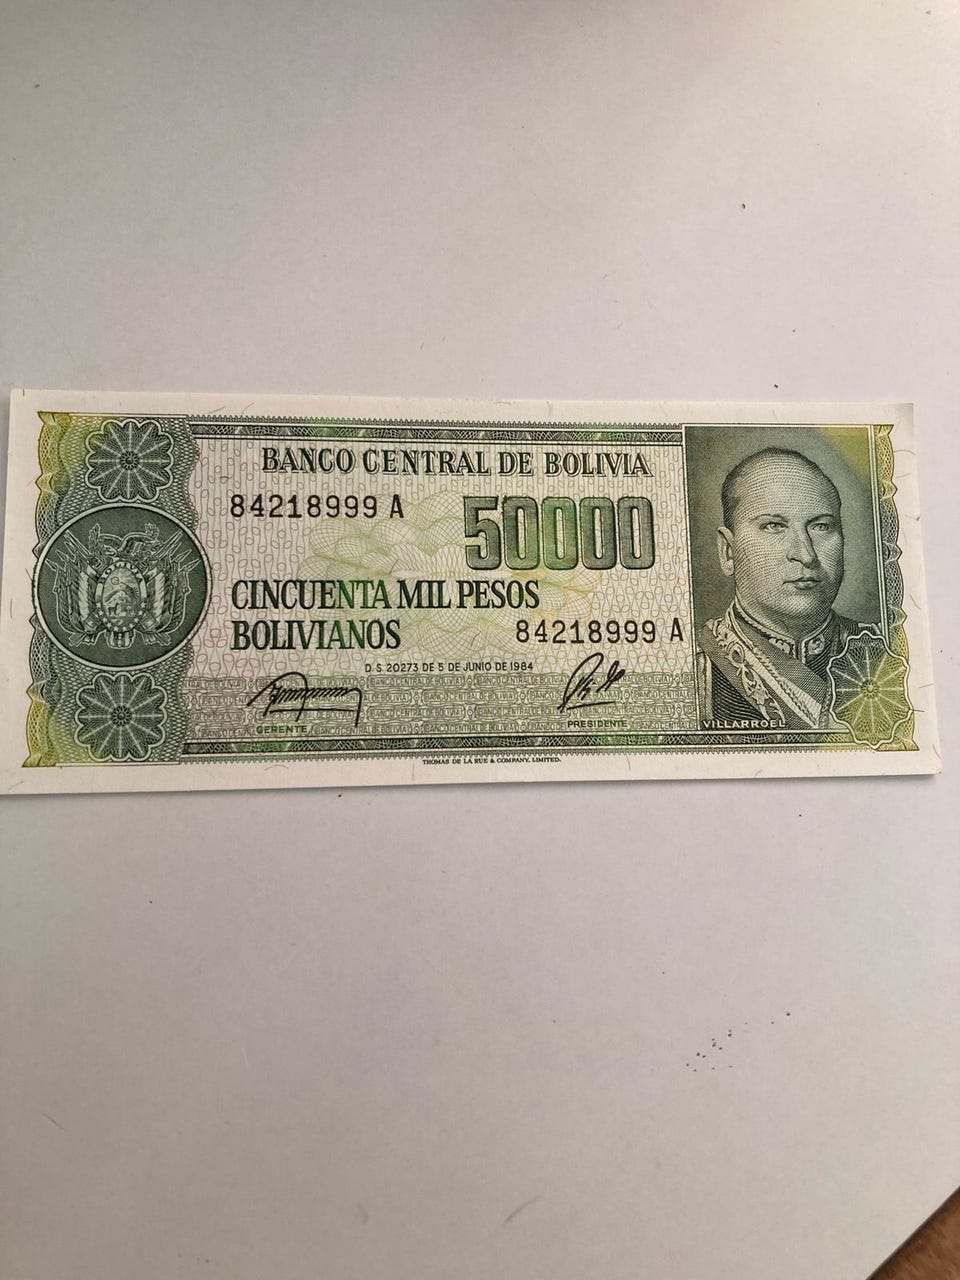 BANCO CENTRAL DE BOLIVIA
84218999 A
50000
CINCUENTA MIL PESOS
BOLIVIANOS
84218999 A
D.S. 20273 DE 5 DE JUNIO DE 1984
GERENTE
PRESIDENTE
VILLARROEL
THOMAS DE LA RUE & COMPANY, LIMITED.